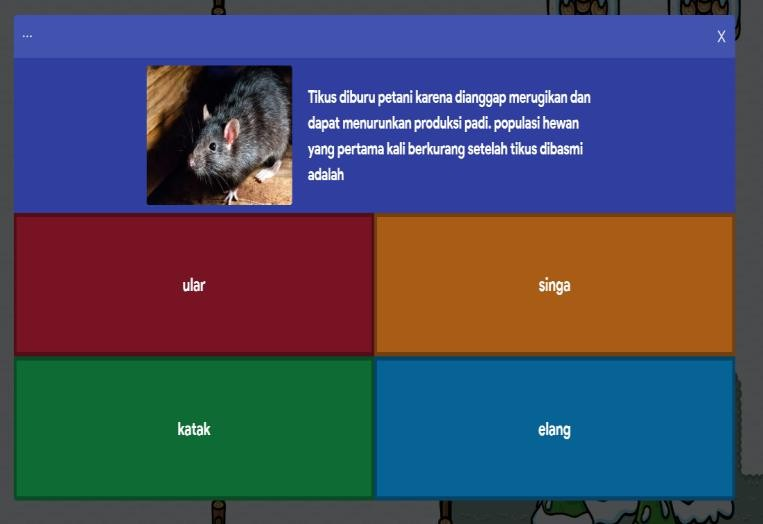 ...
X
Tikus diburu petani karena dianggap merugikan dan
dapat menurunkan produksi padi. populasi hewan
yang pertama kali berkurang setelah tikus dibasmi
adalah
ular
singa
katak
elang